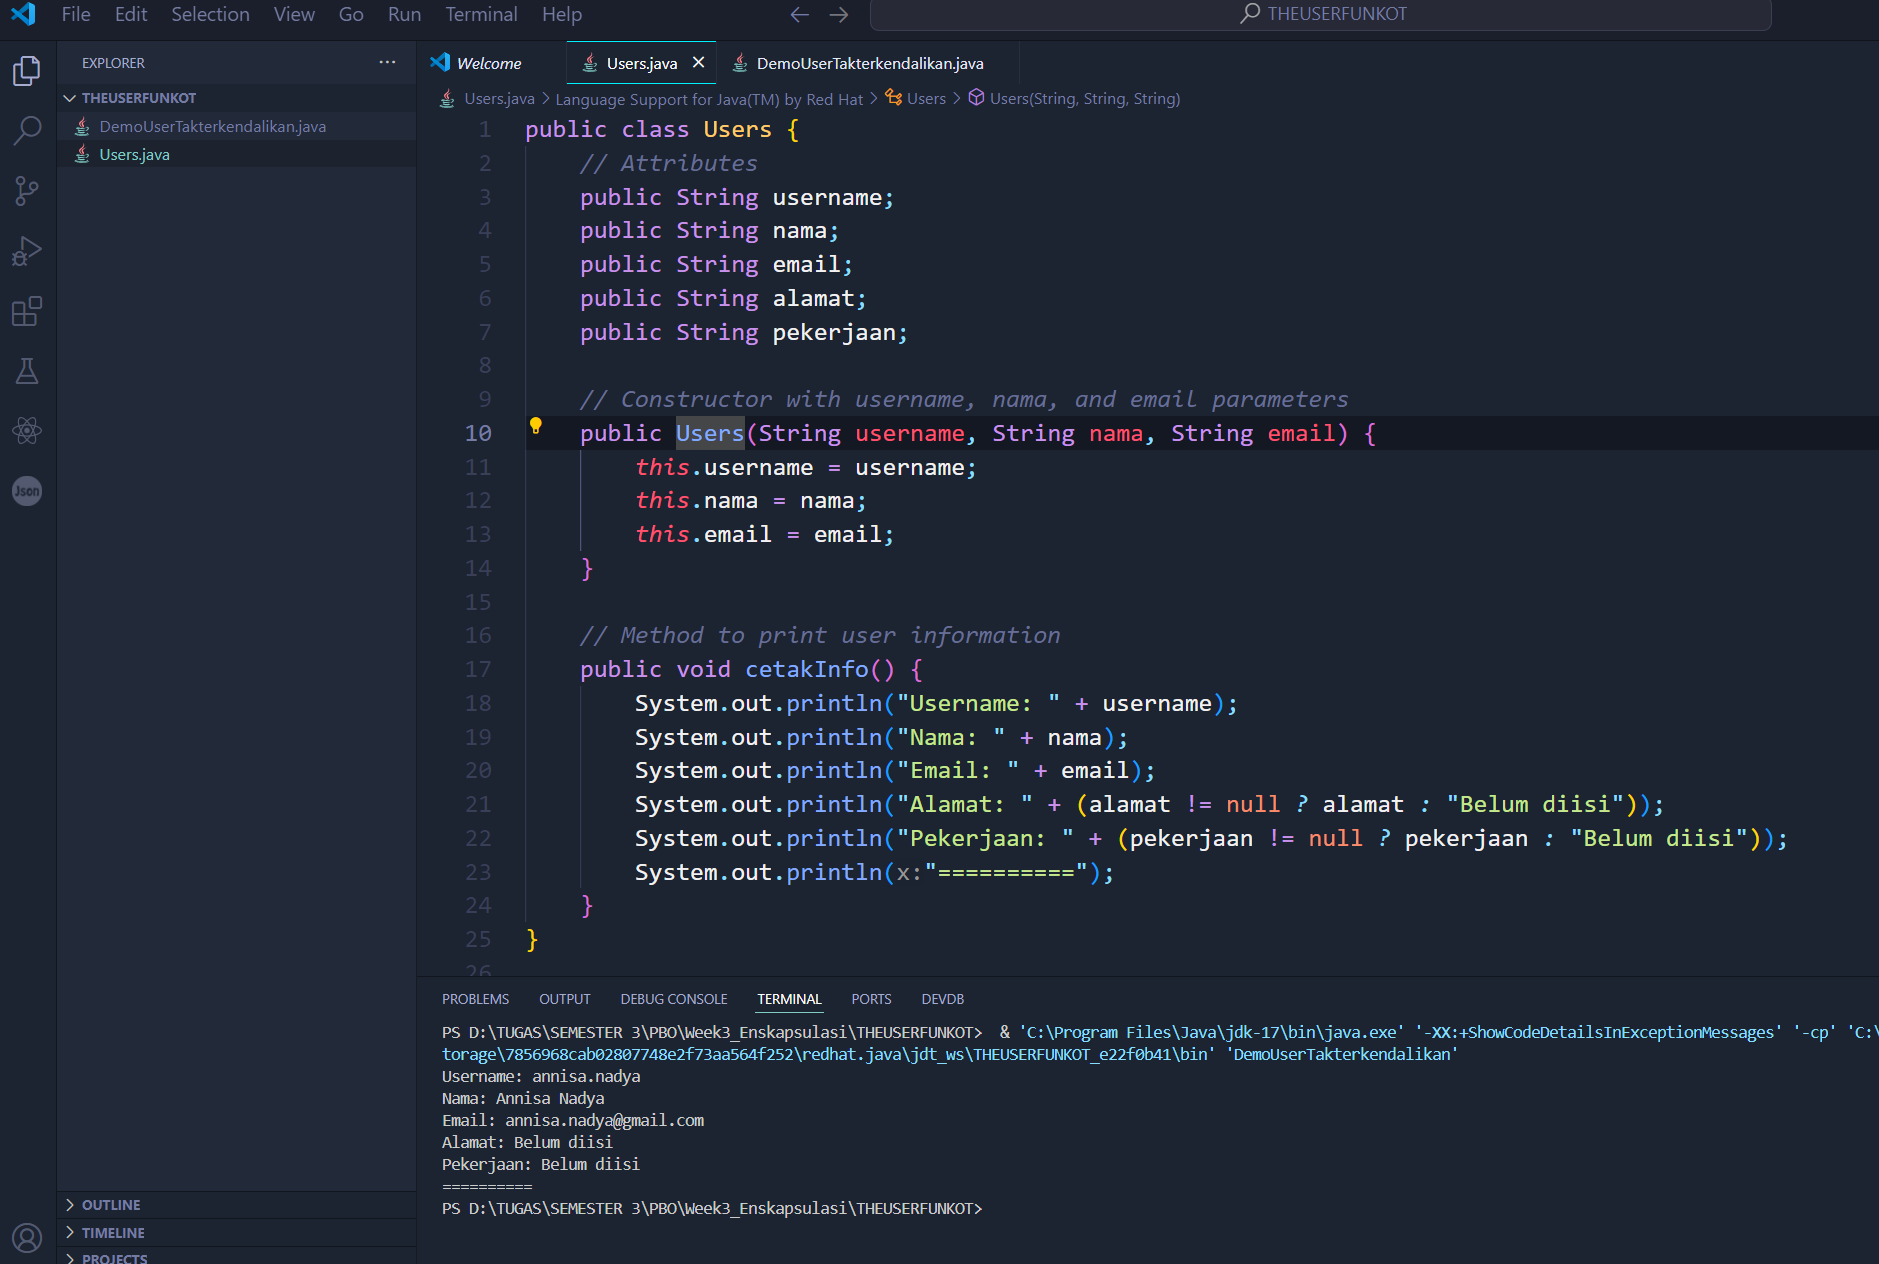 File Edit Selection View Go Run Terminal Help
THEUSERFUNKOT
EXPLORER
THEUSERFUNKOT
DemoUserTakterkendalikan.java
Users.java
Json
OUTLINE
TIMELINE
PROJECTS
Welcome Users.java DemoUserTakterkendalikan.java
Users.java > Language Support for Java(TM) by Red Hat > Users > Users(String, String, String)
1 public class Users {
2 // Attributes
3 public String username;
4 public String nama;
5 public String email;
6 public String alamat;
7 public String pekerjaan;
8
9 // Constructor with username, nama, and email parameters
10 public Users(String username, String nama, String email) {
11 this.username = username;
12 this.nama = nama;
13 this.email = email;
14 }
15
16 // Method to print user information
17 public void cetakInfo() {
18 System.out.println("Username: " + username);
19 System.out.println("Nama: " + nama);
20 System.out.println("Email: " + email);
21 System.out.println("Alamat: " + (alamat != null ? alamat : "Belum diisi"));
22 System.out.println("Pekerjaan: " + (pekerjaan != null ? pekerjaan : "Belum diisi"));
23 System.out.println(x:"==========");
24 }
25 }
26
PROBLEMS OUTPUT DEBUG CONSOLE TERMINAL PORTS DEVDB
PS D:\TUGAS\SEMESTER 3\PBO\Week3_Enskapsulasi\THEUSERFUNKOT> & 'C:\Program Files\Java\jdk-17\bin\java.exe' '-XX:+ShowCodeDetailsInExceptionMessages' '-cp' 'C:\
torage\7856968cab02807748e2f73aa564f252\redhat.java\jdt_ws\THEUSERFUNKOT_e22f0b41\bin' 'DemoUserTakterkendalikan'
Username: annisa.nadya
Nama: Annisa Nadya
Email: annisa.nadya@gmail.com
Alamat: Belum diisi
Pekerjaan: Belum diisi
==========
PS D:\TUGAS\SEMESTER 3\PBO\Week3_Enskapsulasi\THEUSERFUNKOT>